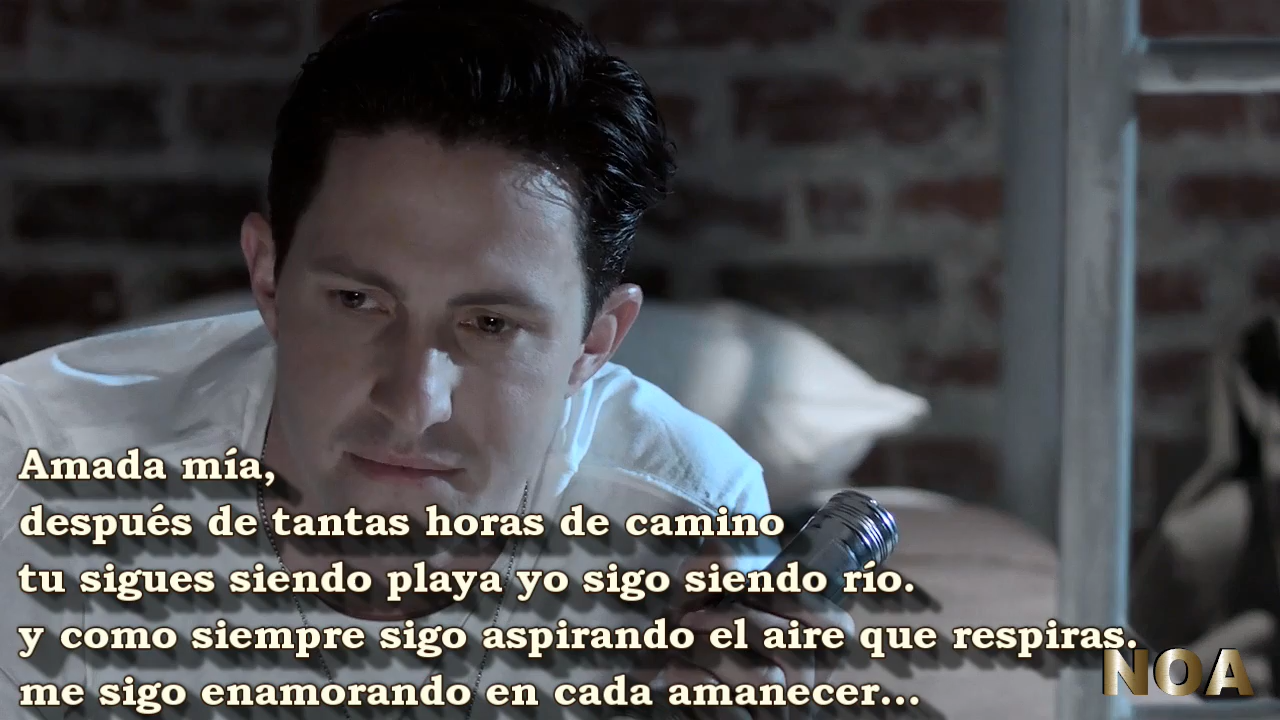 Amada mía,
después de tantas horas de camino
tu sigues siendo playa yo sigo siendo río.
y como siempre sigo aspirando el aire que respiras.
me sigo enamorando en cada amanecer...
NOA